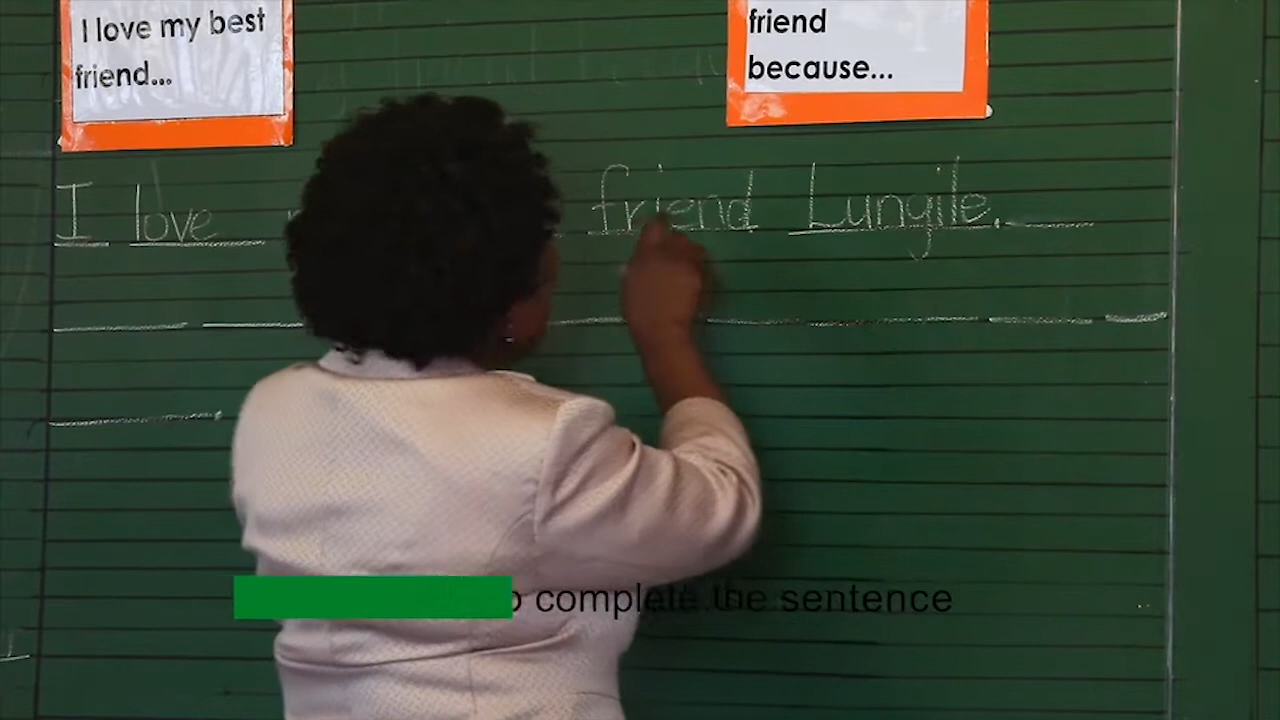 I love my best
friend...
friend
because...
I love friend Lungile.
complete the sentence